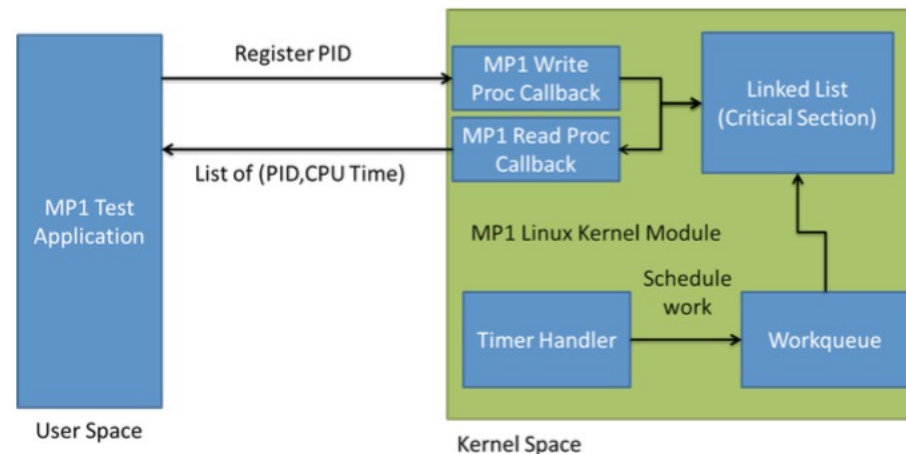 Register PID
MP1 Write
Proc Callback
Linked List
(Critical Section)
MP1 Read Proc
Callback
List of (PID,CPU Time)
MP1 Test
Application
MP1 Linux Kernel Module
Schedule
work
Timer Handler
Workqueue
User Space
Kernel Space